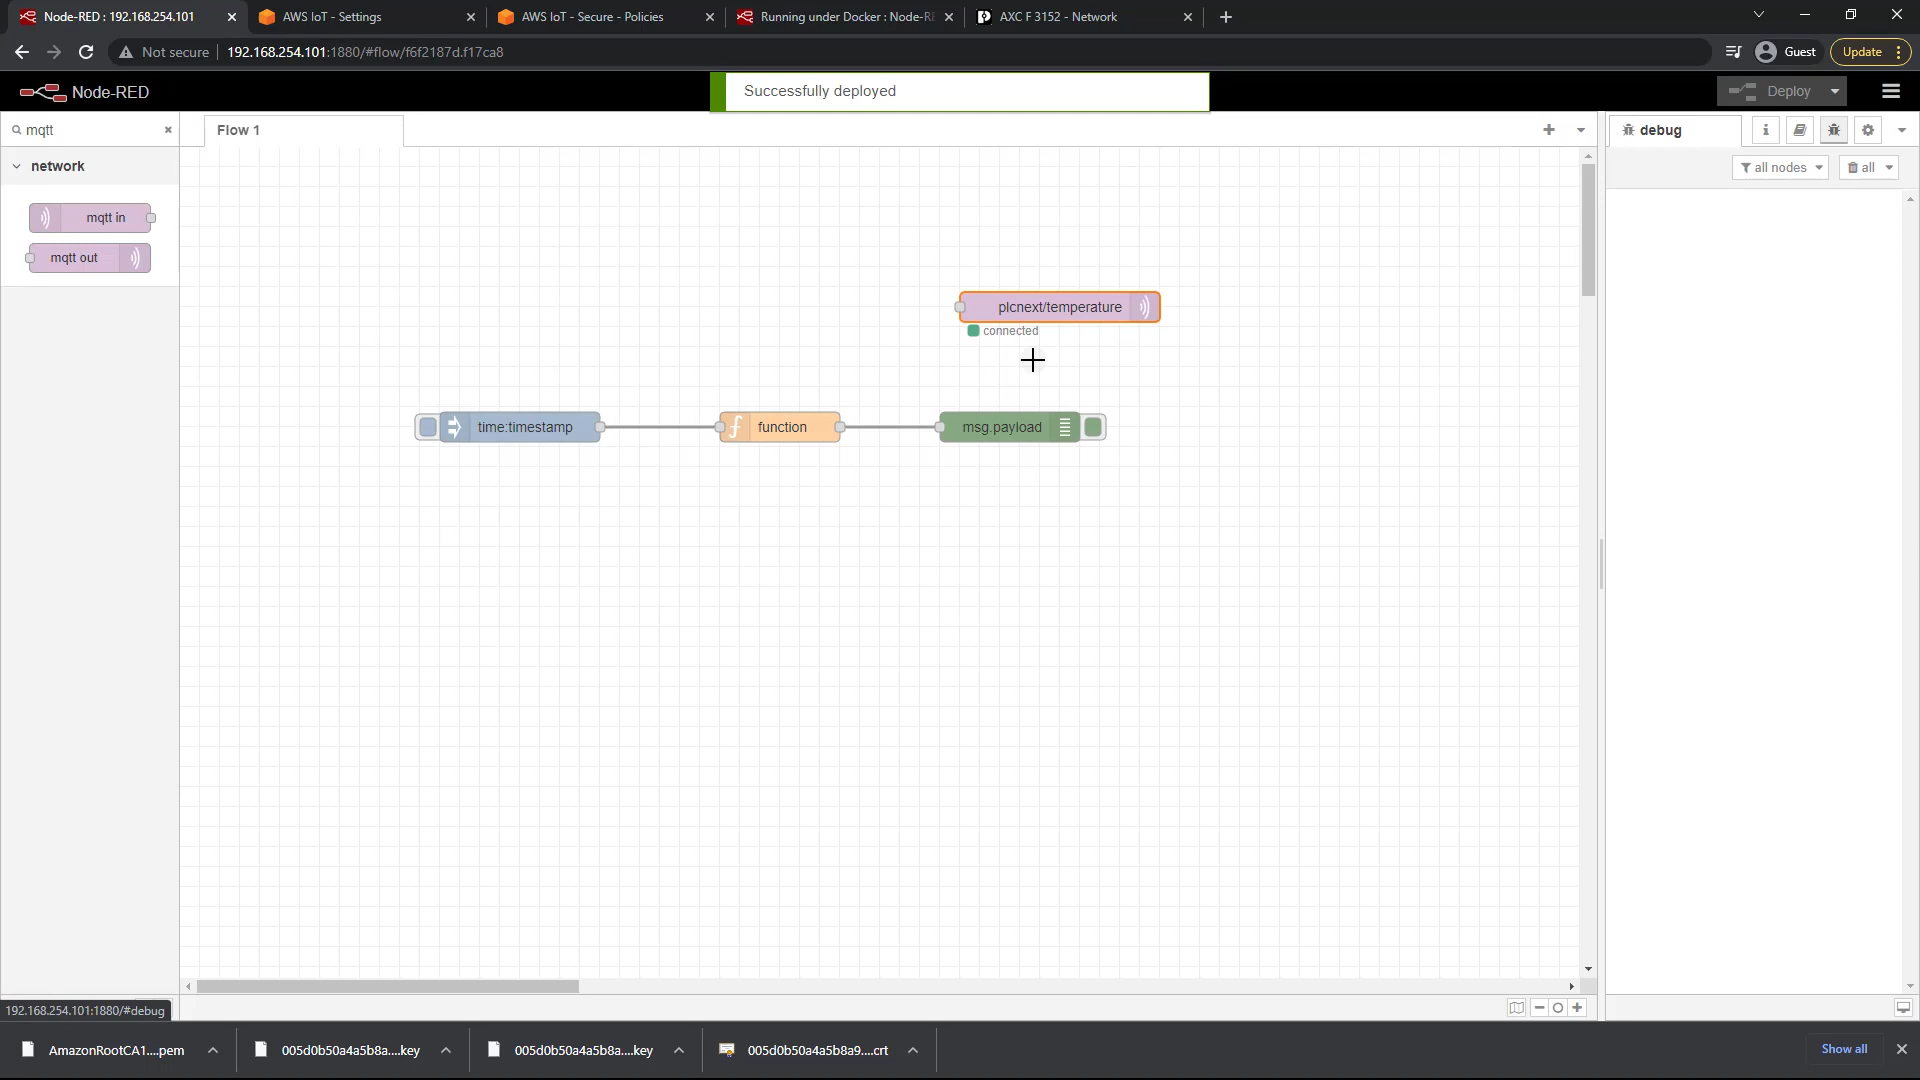 Node-RED : 192.168.254.101
AWS IoT - Settings
AWS IoT - Secure - Policies
Running under Docker : Node-RE
AXC F 3152 - Network
Not secure
192.168.254.101:1880/#flow/f6f2187d.f17ca8
Guest
Update
Node-RED
Successfully deployed
Deploy
mqtt
Flow 1
debug
network
all nodes
all
mqtt in
mqtt out
plcnext/temperature
connected
time:timestamp
function
msg.payload
192.168.254.101:1880/#debug
AmazonRootCA1....pem
005d0b50a4a5b8a....key
005d0b50a4a5b8a....key
005d0b50a4a5b8a9....crt
Show all